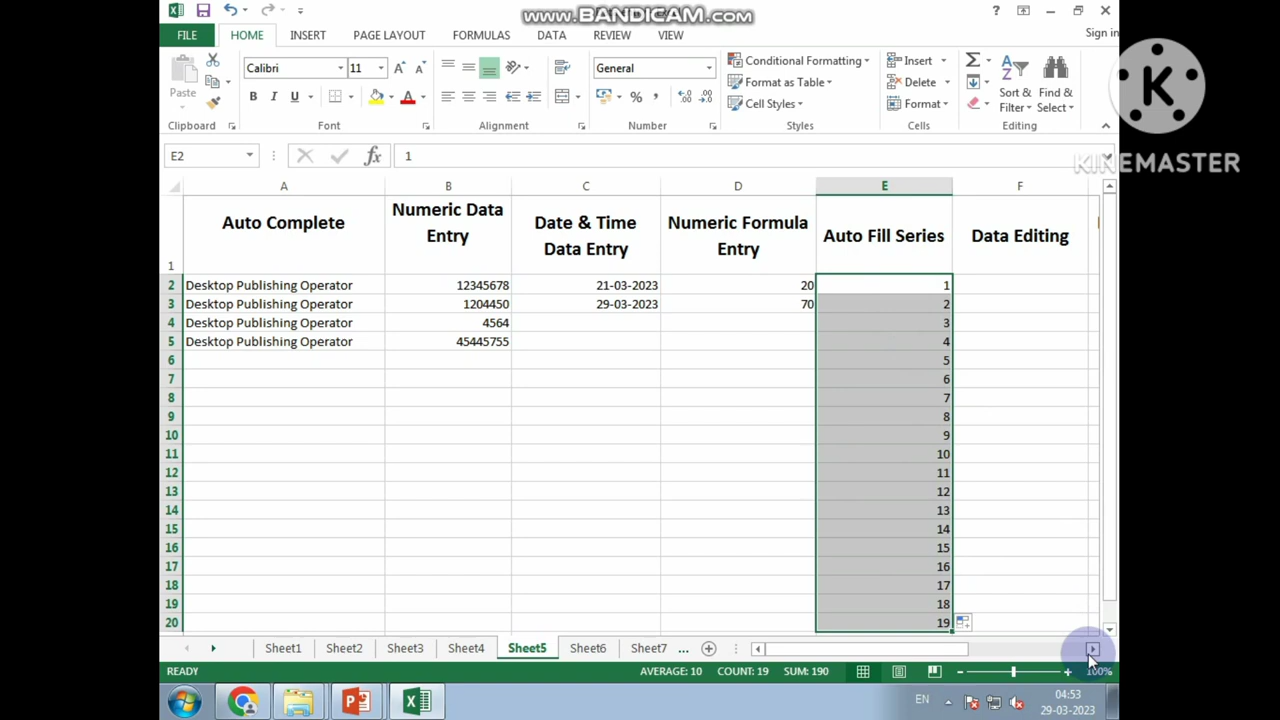 www.BANDICAM.com
?
Sign in
FILE
HOME
INSERT
PAGE LAYOUT
FORMULAS
DATA
REVIEW
VIEW
Paste
Calibri
11
B
I
U
General
%
Conditional Formatting
Format as Table
Cell Styles
Insert
Delete
Format
Sort &
Filter
Find &
Select
Clipboard
Font
Alignment
Number
Styles
Cells
Editing
K
KINEMASTER
E2
fx
1
A
B
C
D
E
F
1
Auto Complete
Numeric Data
Entry
Date & Time
Data Entry
Numeric Formula
Entry
Auto Fill Series
Data Editing
2 Desktop Publishing Operator 12345678 21-03-2023 20 1
3 Desktop Publishing Operator 1204450 29-03-2023 70 2
4 Desktop Publishing Operator 4564 3
5 Desktop Publishing Operator 45445755 4
6 5
7 6
8 7
9 8
10 9
11 10
12 11
13 12
14 13
15 14
16 15
17 16
18 17
19 18
20 19
Sheet1 Sheet2 Sheet3 Sheet4 Sheet5 Sheet6 Sheet7 ...
READY AVERAGE: 10 COUNT: 19 SUM: 190 100%
EN
04:53
29-03-2023